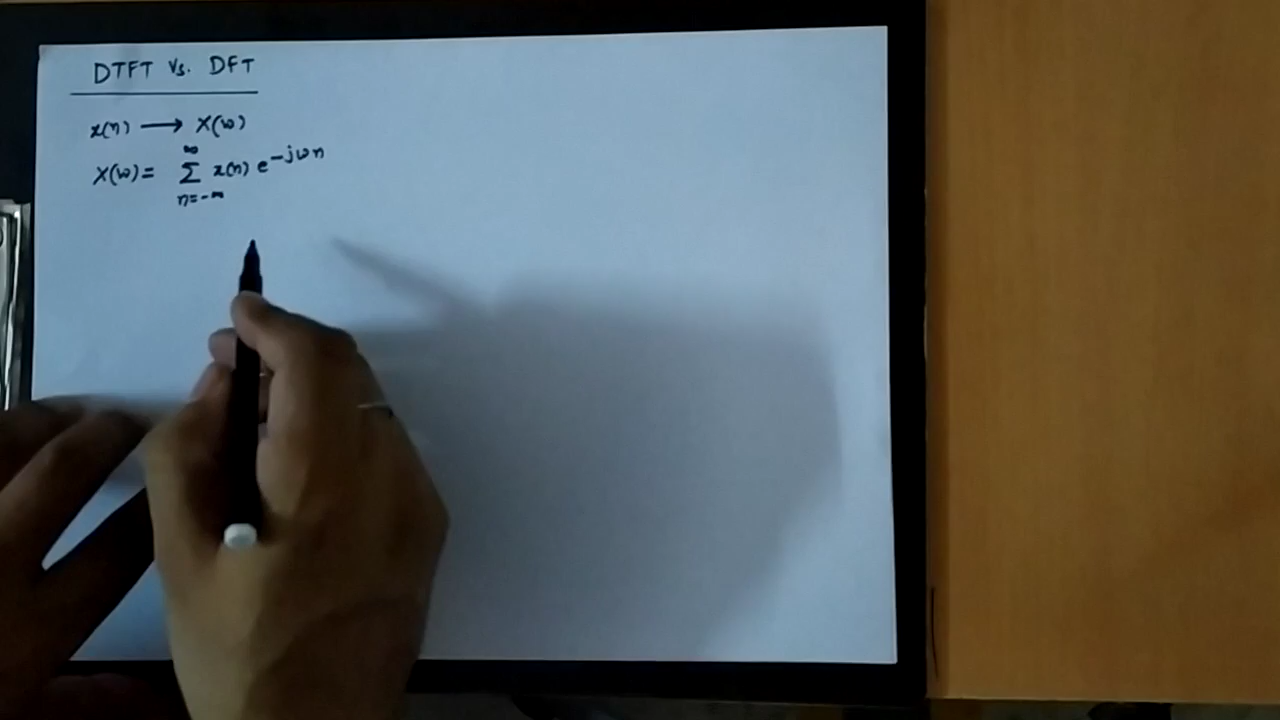 DTFT Vs. DFT
x(n) ⟶ X(ω)
X(ω) = ∞ Σ n=-∞ x(n) e^-jωn